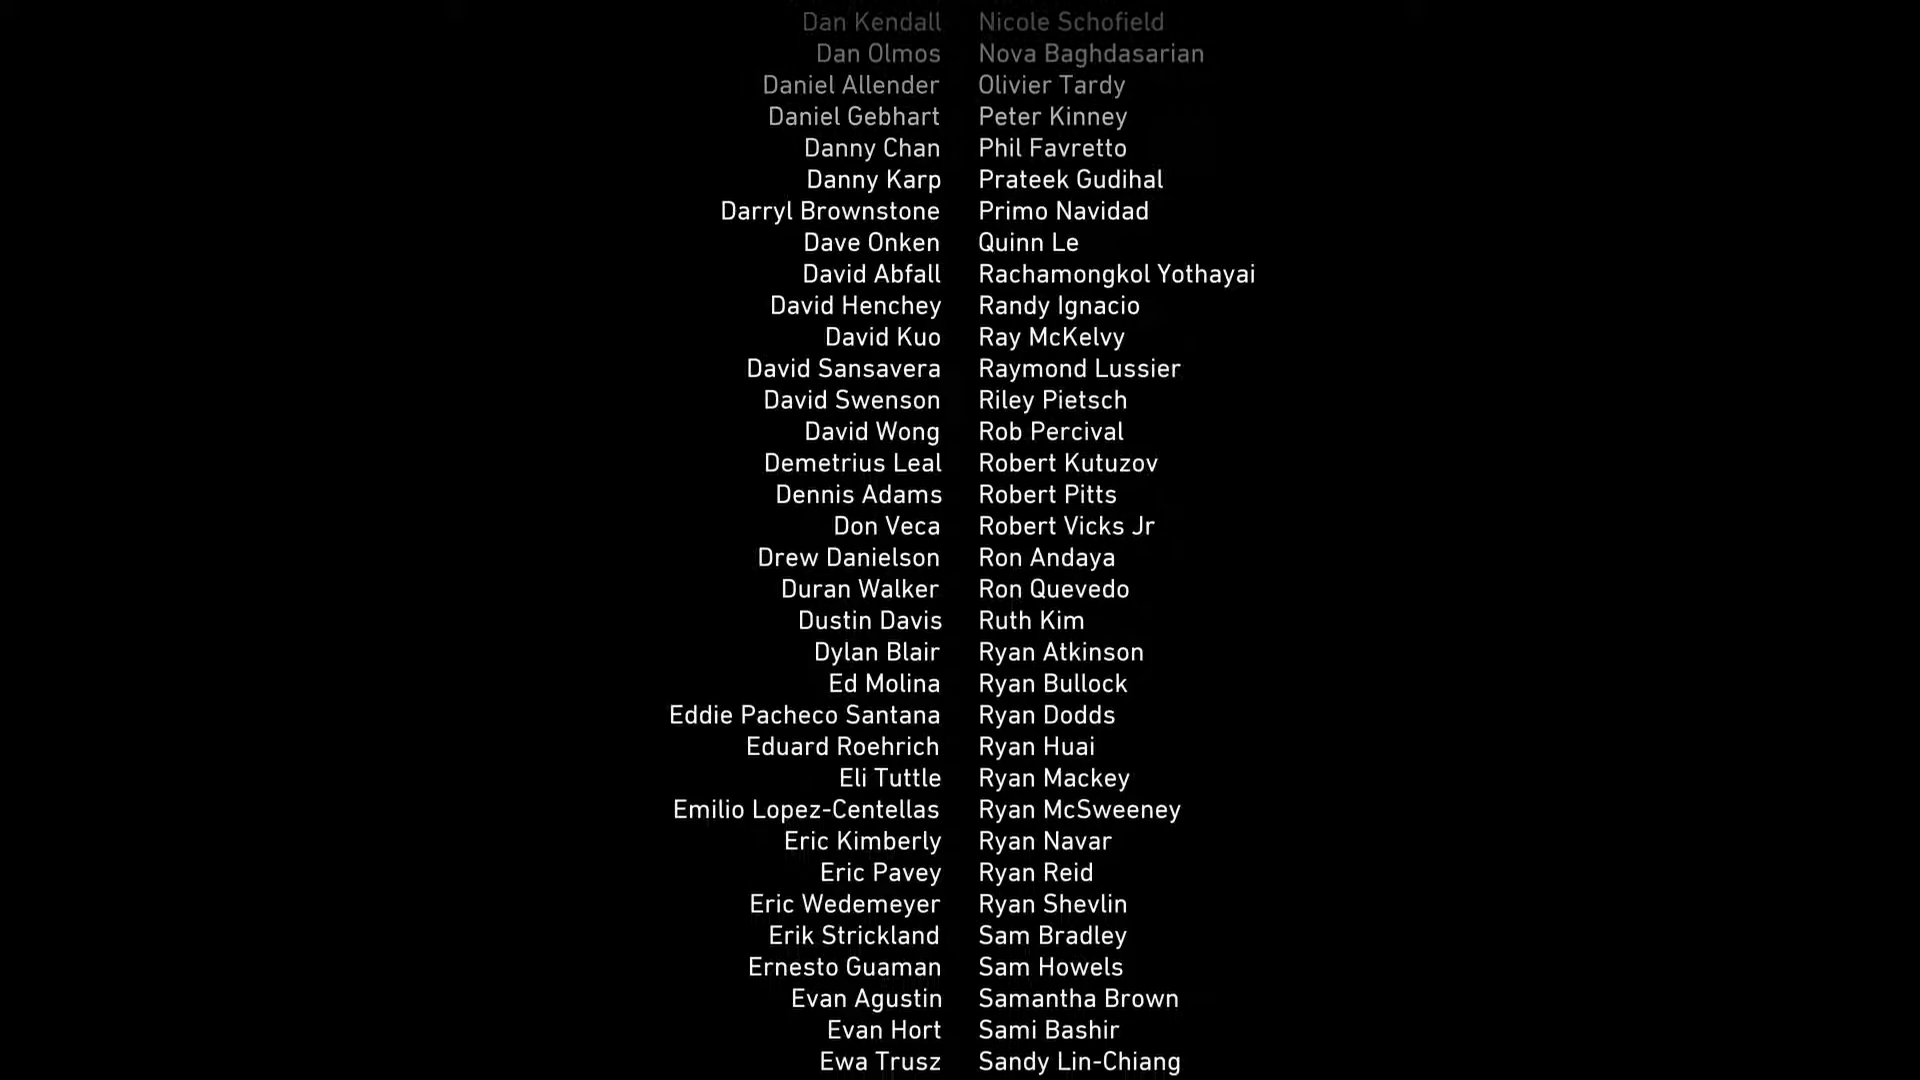 Dan Kendall Nicole Schofield
Dan Olmos Nova Baghdasarian
Daniel Allender Olivier Tardy
Daniel Gebhart Peter Kinney
Danny Chan Phil Favretto
Danny Karp Prateek Gudihal
Darryl Brownstone Primo Navidad
Dave Onken Quinn Le
David Abfall Rachamongkol Yothayai
David Henchey Randy Ignacio
David Kuo Ray McKelvy
David Sansavera Raymond Lussier
David Swenson Riley Pietsch
David Wong Rob Percival
Demetrius Leal Robert Kutuzov
Dennis Adams Robert Pitts
Don Veca Robert Vicks Jr
Drew Danielson Ron Andaya
Duran Walker Ron Quevedo
Dustin Davis Ruth Kim
Dylan Blair Ryan Atkinson
Ed Molina Ryan Bullock
Eddie Pacheco Santana Ryan Dodds
Eduard Roehrich Ryan Huai
Eli Tuttle Ryan Mackey
Emilio Lopez-Centellas Ryan McSweeney
Eric Kimberly Ryan Navar
Eric Pavey Ryan Reid
Eric Wedemeyer Ryan Shevlin
Erik Strickland Sam Bradley
Ernesto Guaman Sam Howels
Evan Agustin Samantha Brown
Evan Hort Sami Bashir
Ewa Trusz Sandy Lin-Chiang